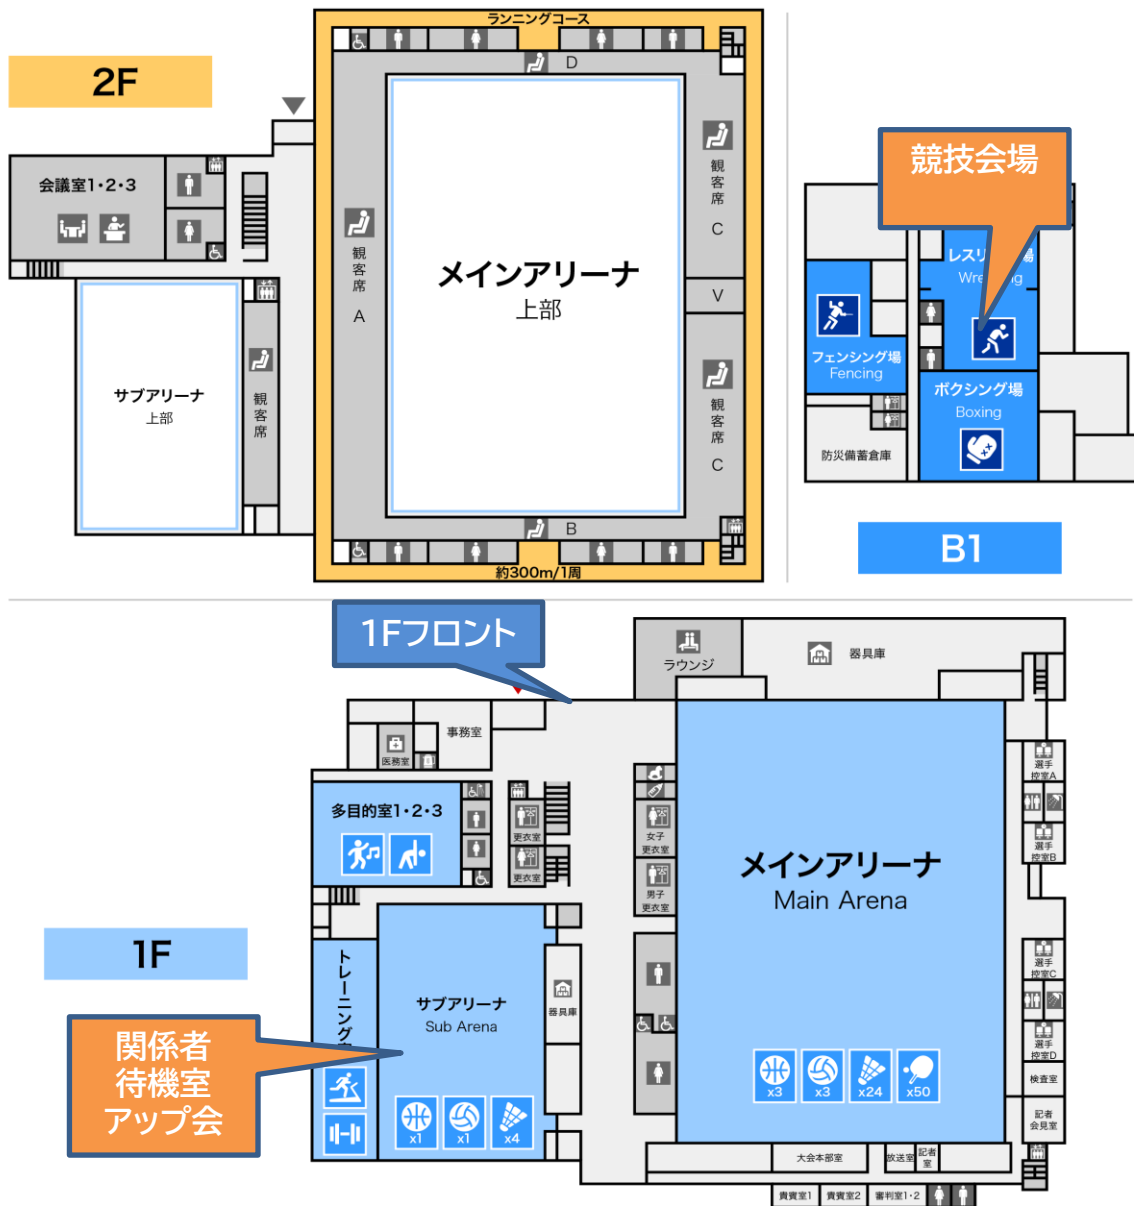 ランニングコース
2F
D
会議室1・2・3
観
客
席
A
メインアリーナ
上部
観
客
席
C
V
観
客
席
C
サブアリーナ
上部
観
客
席
B
約300m/1周
競技会場
レスリ
場
Wre
ng
フェンシング場
Fencing
ボクシング場
Boxing
防災備蓄倉庫
B1
1Fフロント
ラウンジ
器具庫
事務室
医務室
多目的室1・2・3
更衣室
更衣室
女子
更衣室
男子
更衣室
メインアリーナ
Main Arena
選手
控室A
選手
控室B
選手
控室C
選手
控室D
検査室
記者
会見室
1F
トレーニング
サブアリーナ
Sub Arena
器具庫
関係者
待機室
アップ会
x1
x1
x4
x3
x3
x24
x50
大会本部室
放送室
記者
室
貴賓室1
貴賓室2
審判室1・2